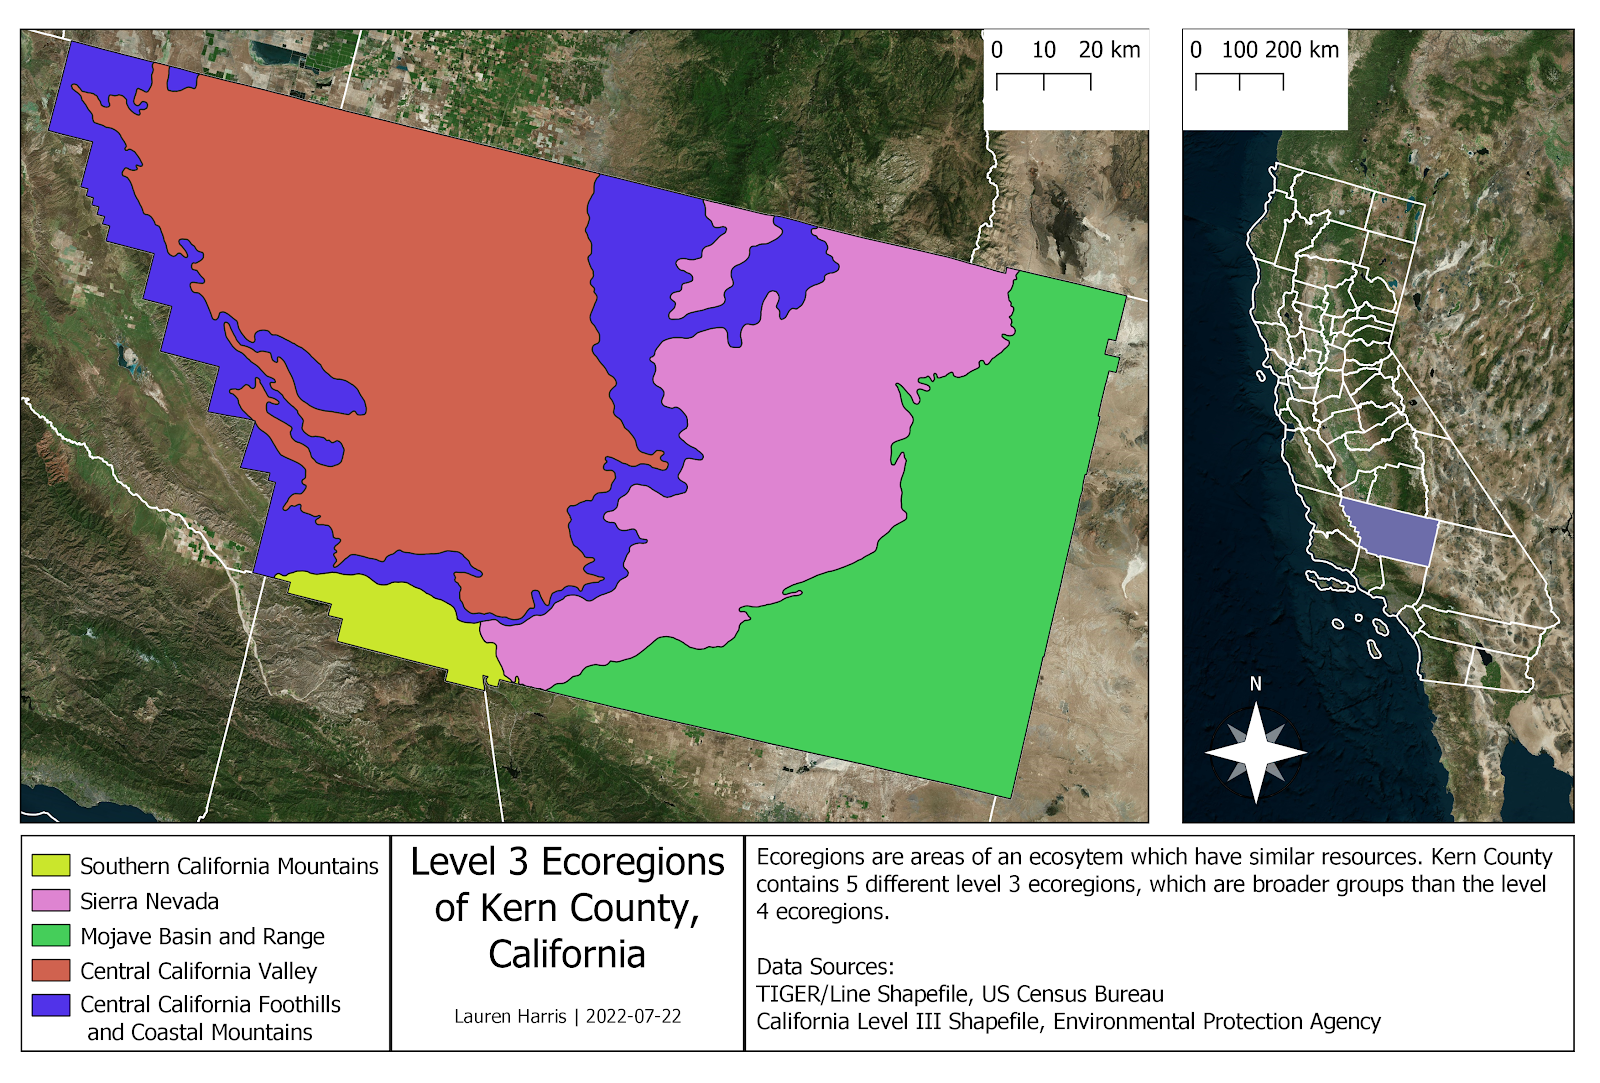 0 10 20 km
0 100 200 km
N
Southern California Mountains
Sierra Nevada
Mojave Basin and Range
Central California Valley
Central California Foothills
and Coastal Mountains
Level 3 Ecoregions
of Kern County,
California
Lauren Harris | 2022-07-22
Ecoregions are areas of an ecosytem which have similar resources. Kern County
contains 5 different level 3 ecoregions, which are broader groups than the level
4 ecoregions.
Data Sources:
TIGER/Line Shapefile, US Census Bureau
California Level III Shapefile, Environmental Protection Agency